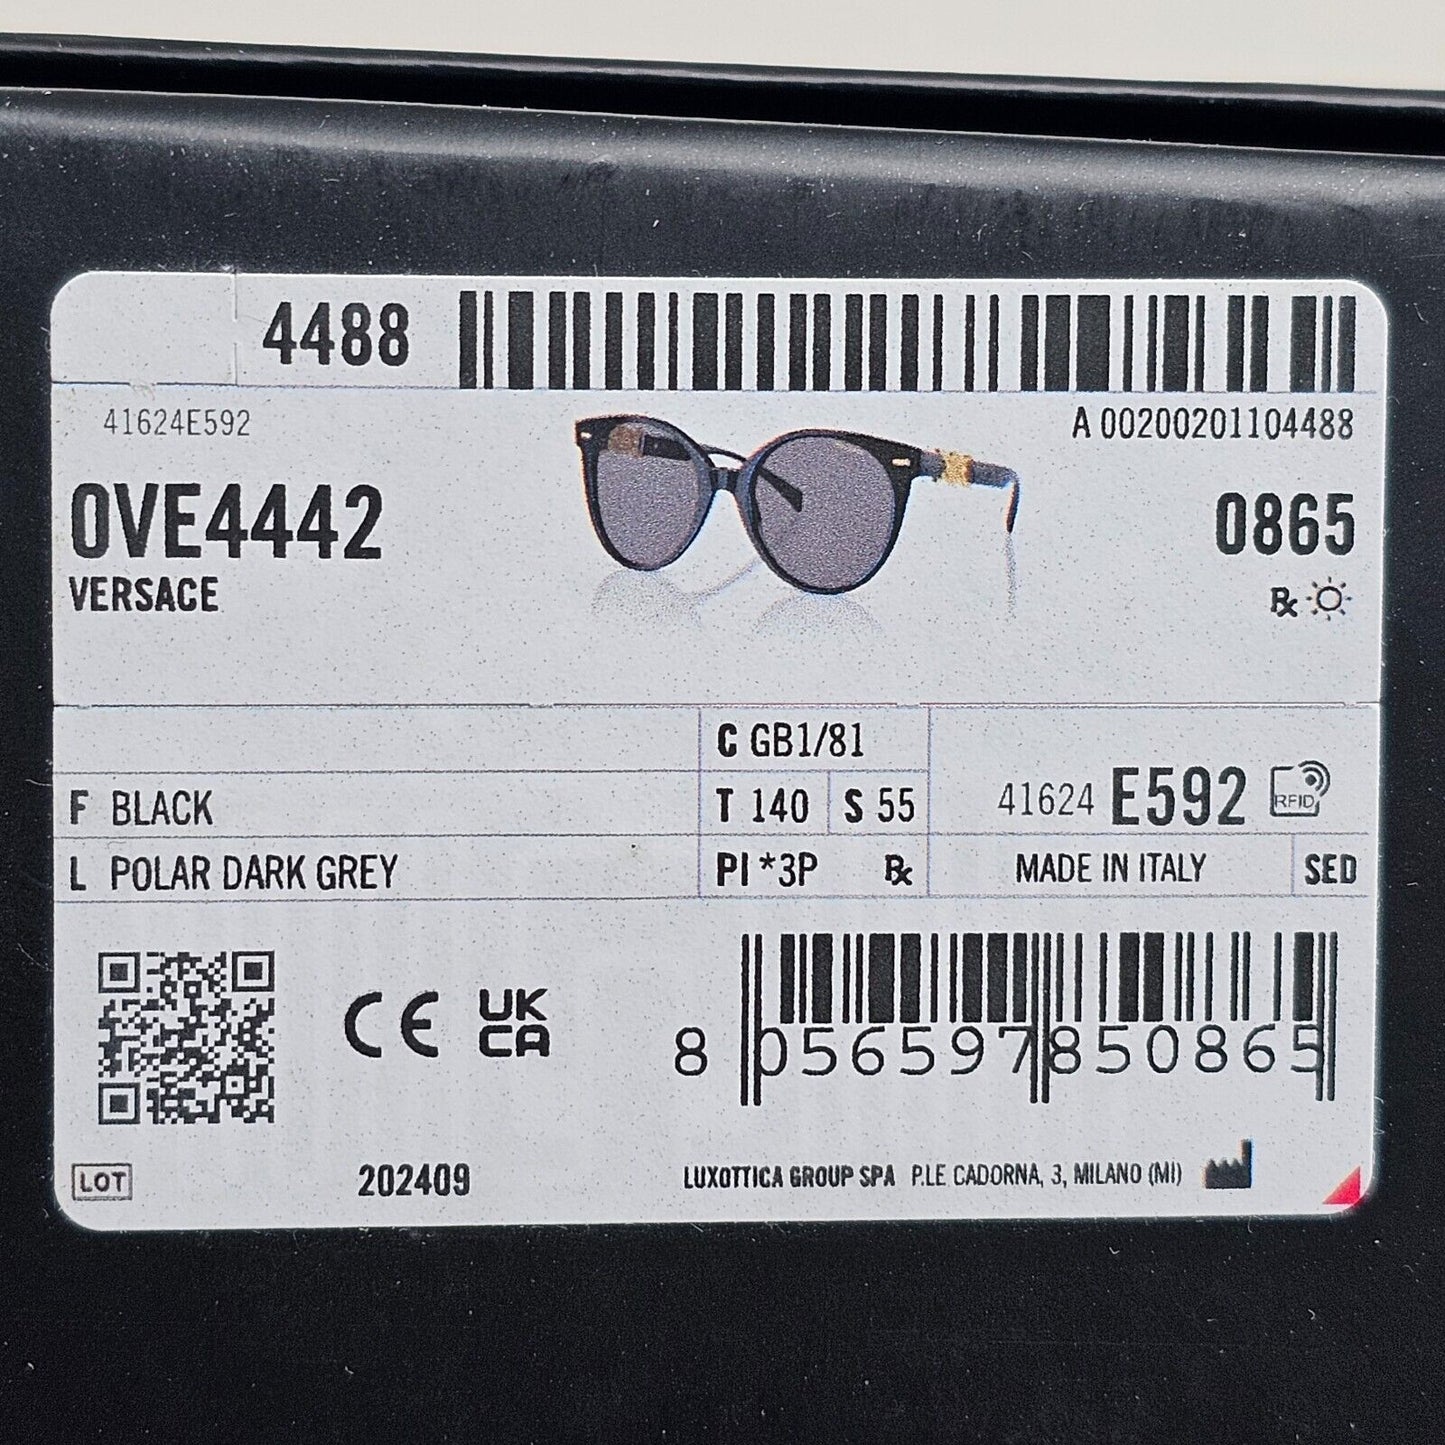 4488
41624E592
A 00200201104488
0VE4442
0865
VERSACE
Rx
C GB1/81
F BLACK
T 140
S 55
41624 E592
RFID
L POLAR DARK GREY
PI *3P
Rx
MADE IN ITALY
SED
CE
UK
CA
8 056597 850865
LOT
202409
LUXOTTICA GROUP SPA P.LE CADORNA, 3, MILANO (MI)